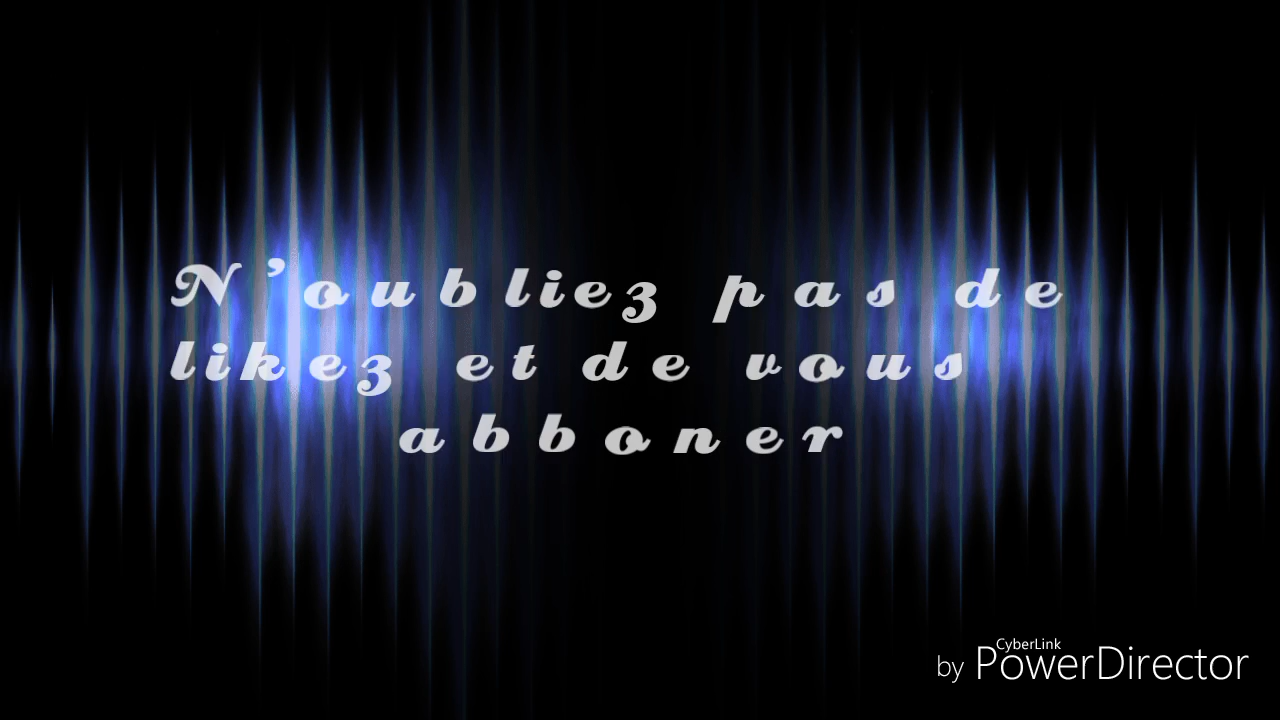 N'oubliez pas de
likez et de vous
abboner
by CyberLink PowerDirector